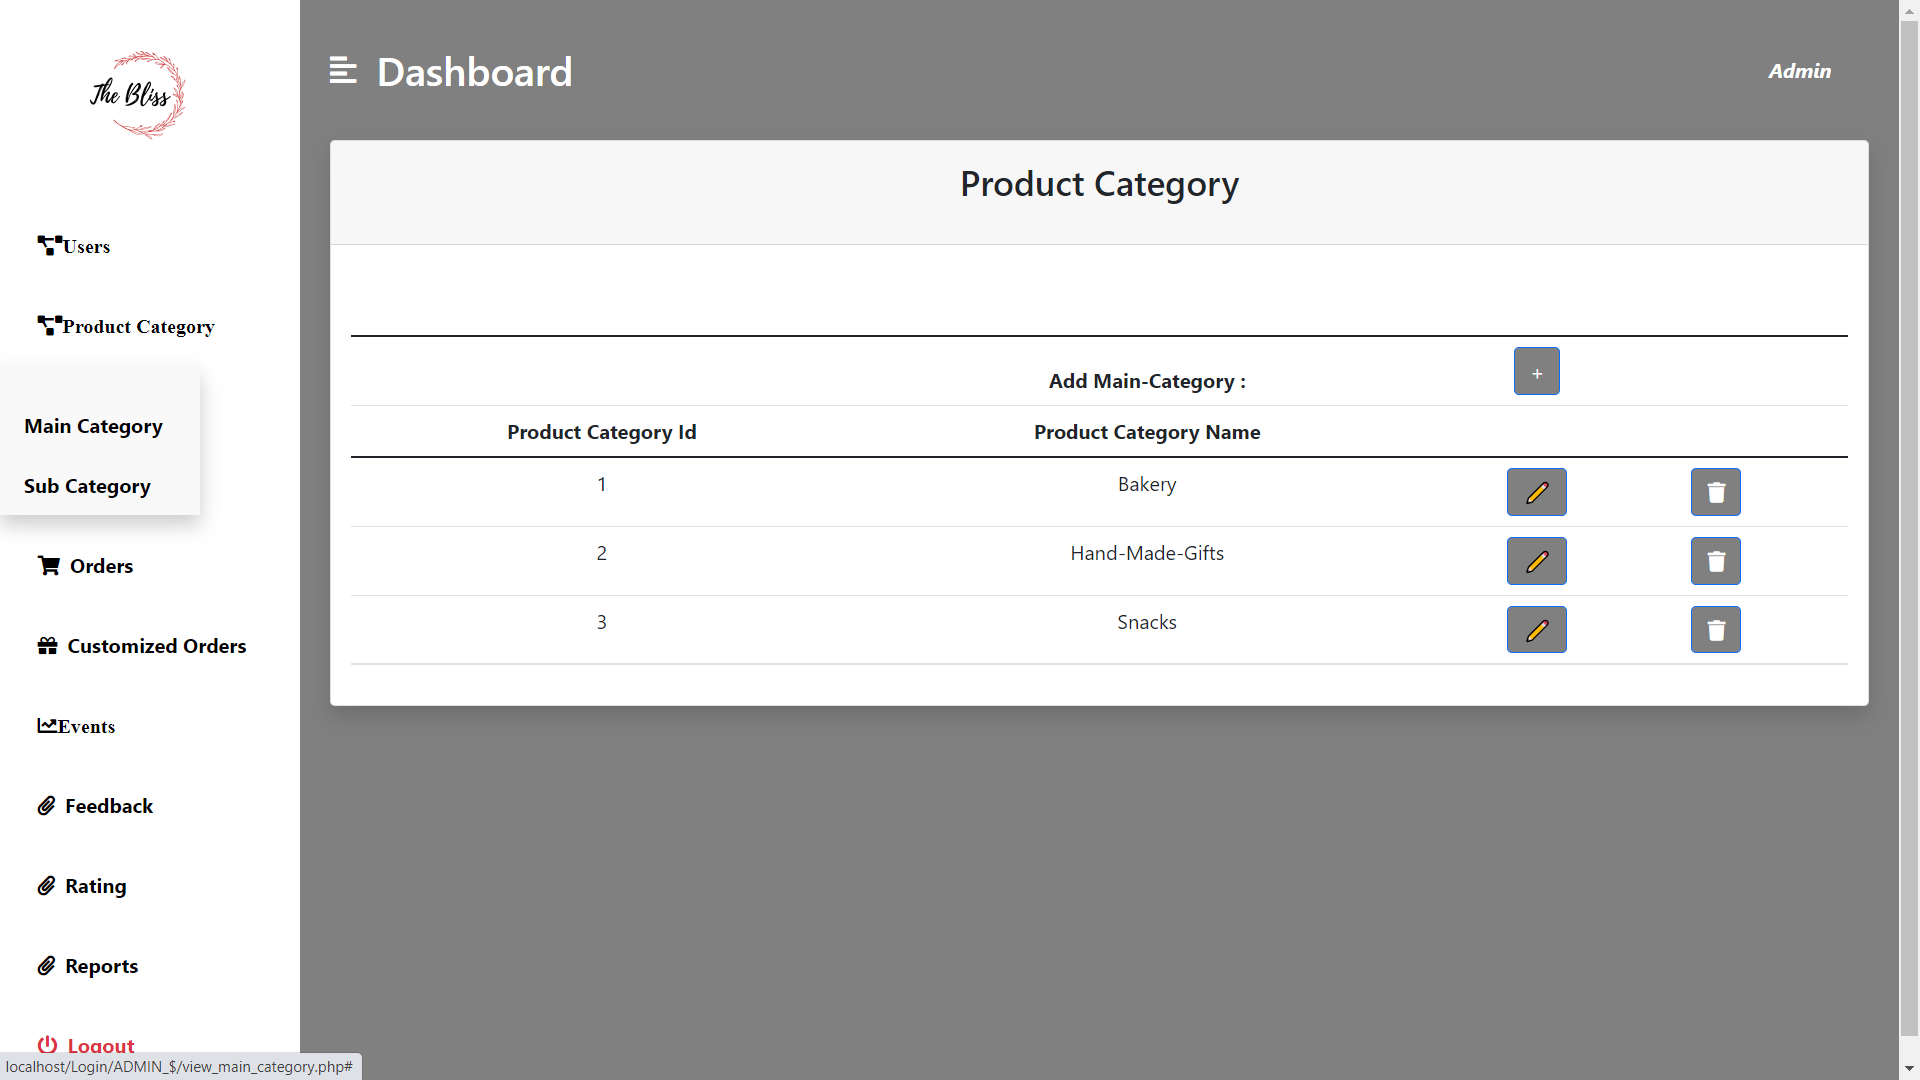 The Bliss
Users
Product Category
Main Category
Sub Category
Orders
Customized Orders
Events
Feedback
Rating
Reports
Logout
Dashboard
Admin
Product Category
Add Main-Category :
+
Product Category Id Product Category Name
1 Bakery
2 Hand-Made-Gifts
3 Snacks
localhost/Login/ADMIN_$/view_main_category.php#